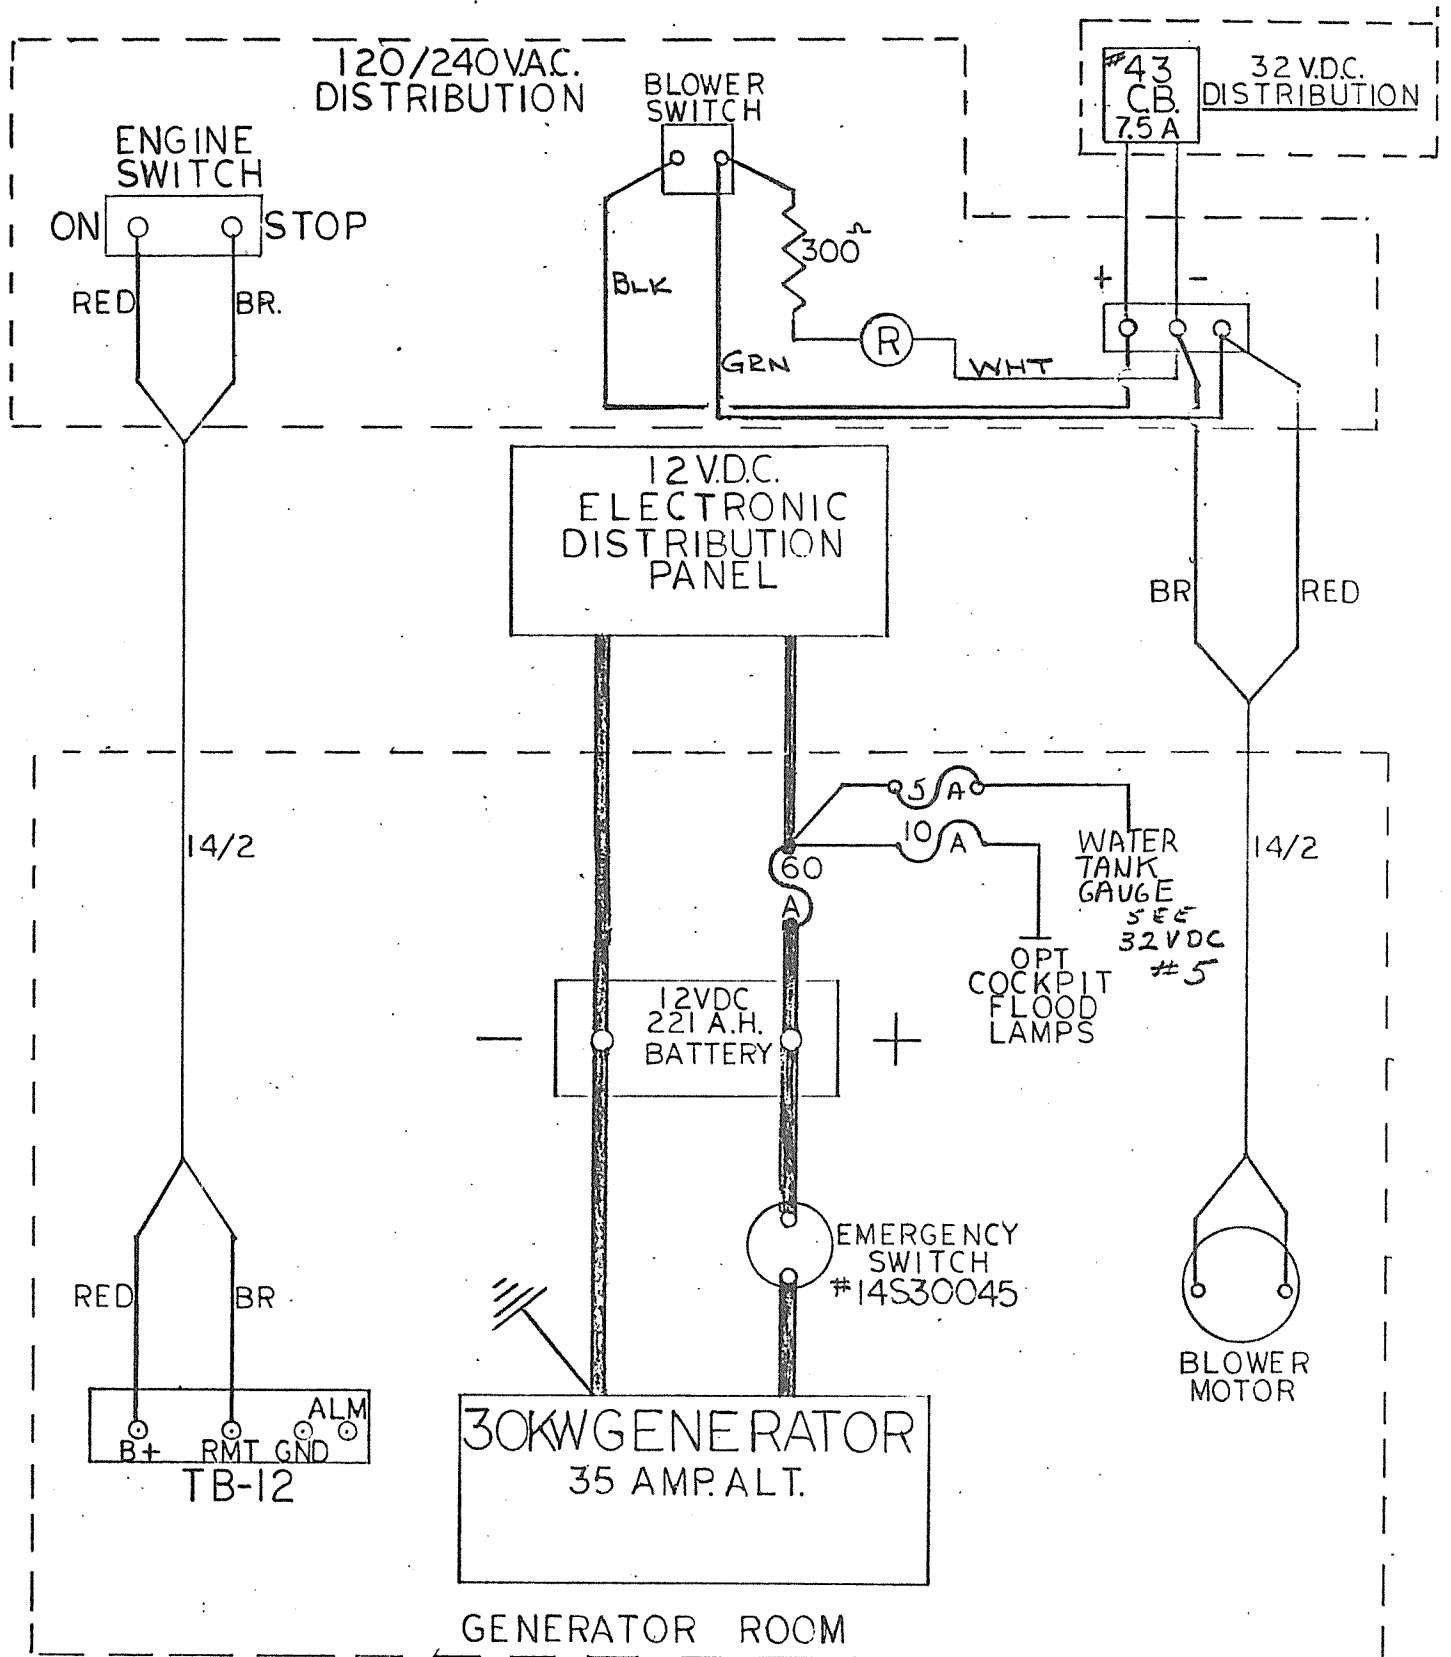 120/240 V.A.C.
DISTRIBUTION
BLOWER
SWITCH
#43
C.B.
7.5 A
32 V.D.C.
DISTRIBUTION
ENGINE
SWITCH
ON
STOP
RED
BR.
BLK
300Ω
+
-
R
GRN
WHT
12 V.D.C.
ELECTRONIC
DISTRIBUTION
PANEL
BR
RED
14/2
5 A
10 A
60
A
WATER
TANK
GAUGE
SEE
32 VDC
#5
14/2
OPT
COCKPIT
FLOOD
LAMPS
12VDC
221 A.H.
BATTERY
-
+
EMERGENCY
SWITCH
#14S30045
RED
BR
BLOWER
MOTOR
ALM
B+ RMT GND
TB-12
30KW GENERATOR
35 AMP. ALT.
GENERATOR ROOM